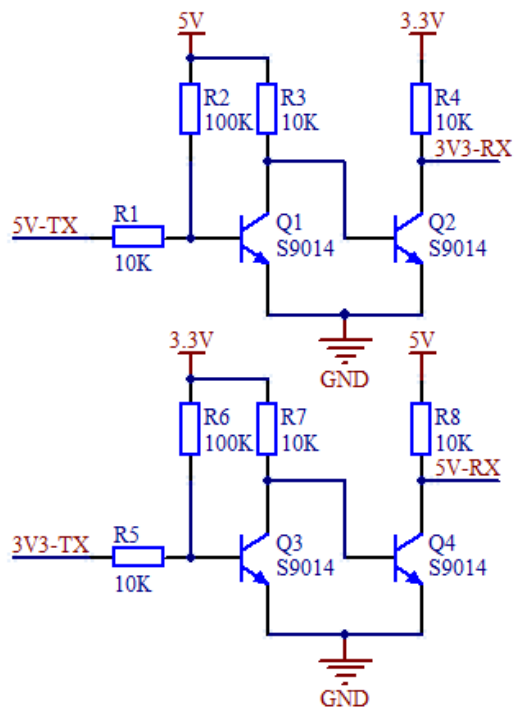 5V
3.3V
R2
100K
R3
10K
R4
10K
3V3-RX
5V-TX
R1
10K
Q1
S9014
Q2
S9014
GND
3.3V
5V
R6
100K
R7
10K
R8
10K
5V-RX
3V3-TX
R5
10K
Q3
S9014
Q4
S9014
GND